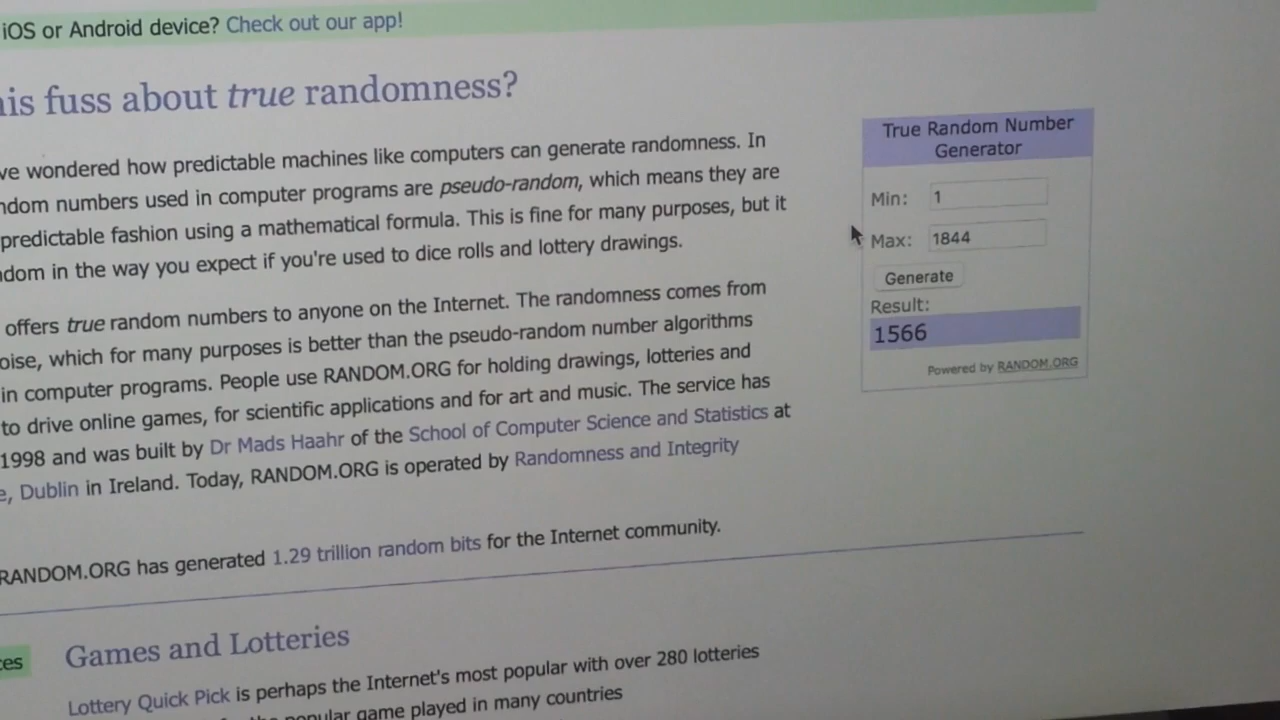 iOS or Android device? Check out our app!
his fuss about true randomness?
ve wondered how predictable machines like computers can generate randomness. In
ndom numbers used in computer programs are pseudo-random, which means they are
predictable fashion using a mathematical formula. This is fine for many purposes, but it
ndom in the way you expect if you're used to dice rolls and lottery drawings.
offers true random numbers to anyone on the Internet. The randomness comes from
oise, which for many purposes is better than the pseudo-random number algorithms
in computer programs. People use RANDOM.ORG for holding drawings, lotteries and
to drive online games, for scientific applications and for art and music. The service has
1998 and was built by Dr Mads Haahr of the School of Computer Science and Statistics at
e, Dublin in Ireland. Today, RANDOM.ORG is operated by Randomness and Integrity
RANDOM.ORG has generated 1.29 trillion random bits for the Internet community.
True Random Number
Generator
Min: 1
Max: 1844
Generate
Result:
1566
Powered by RANDOM.ORG
ces
Games and Lotteries
Lottery Quick Pick is perhaps the Internet's most popular with over 280 lotteries
popular game played in many countries